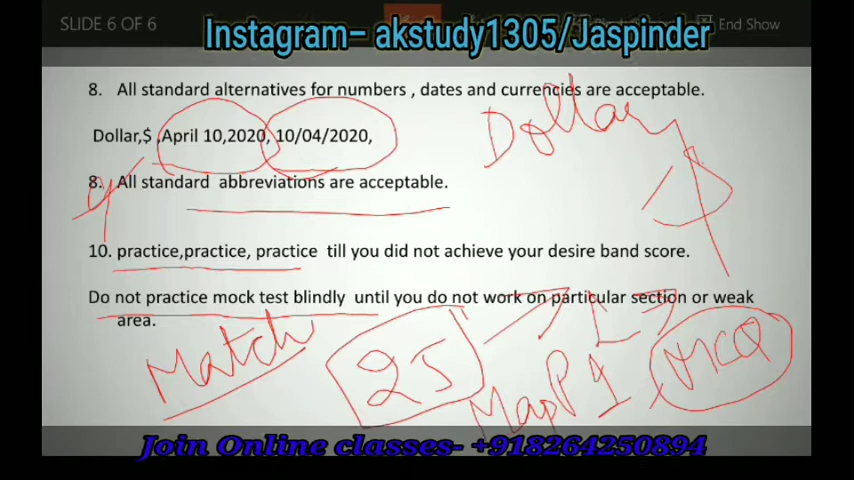 SLIDE 6 OF 6
End Show
Instagram– akstudy1305/Jaspinder
8. All standard alternatives for numbers , dates and currencies are acceptable.
Dollar
Dollar,$ ,April 10,2020, 10/04/2020,
8. All standard abbreviations are acceptable.
9
10. practice,practice, practice till you did not achieve your desire band score.
Do not practice mock test blindly until you do not work on particular section or weak
area.
Match
25
Map
MCQ
Join Online classes- +918264250894